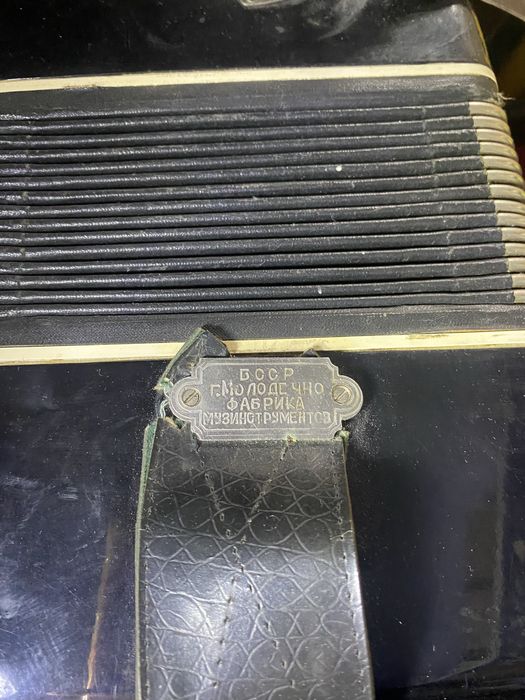 БССР
г.Молодечно
ФАБРИКА
МУЗИНСТРУМЕНТОВ